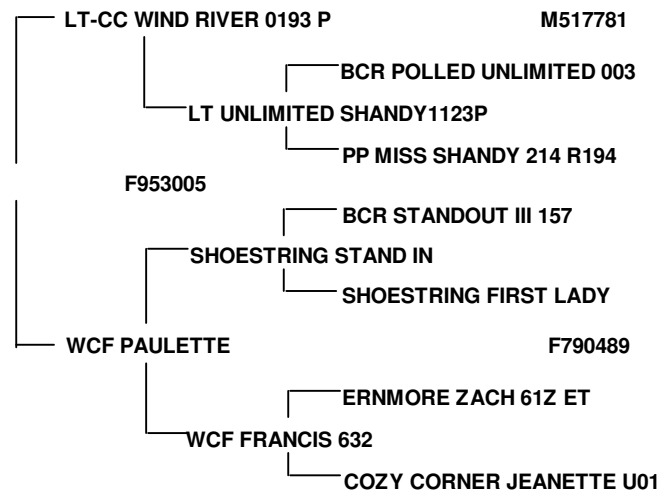 LT-CC WIND RIVER 0193 P M517781
BCR POLLED UNLIMITED 003
LT UNLIMITED SHANDY1123P
PP MISS SHANDY 214 R194
F953005
BCR STANDOUT III 157
SHOESTRING STAND IN
SHOESTRING FIRST LADY
WCF PAULETTE F790489
ERNMORE ZACH 61Z ET
WCF FRANCIS 632
COZY CORNER JEANETTE U01